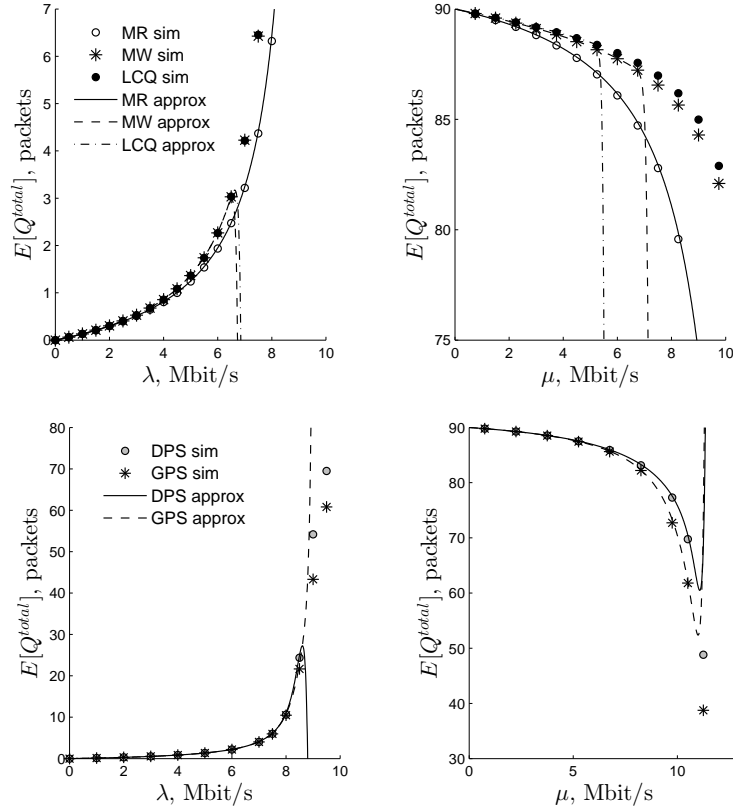 7
6
5
4
3
2
1
0
E[Q^{total}], packets
MR sim
MW sim
LCQ sim
MR approx
MW approx
LCQ approx
0 2 4 6 8 10
λ, Mbit/s
90
85
80
75
E[Q^{total}], packets
0 2 4 6 8 10
μ, Mbit/s
80
70
60
50
40
30
20
10
0
E[Q^{total}], packets
DPS sim
GPS sim
DPS approx
GPS approx
0 2 4 6 8 10
λ, Mbit/s
90
80
70
60
50
40
30
E[Q^{total}], packets
0 5 10
μ, Mbit/s